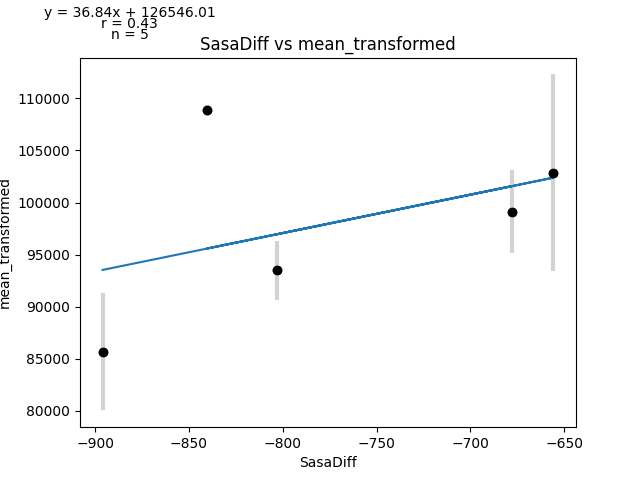 y = 36.84x + 126546.01
r = 0.43
n = 5
SasaDiff vs mean_transformed
mean_transformed
110000
105000
100000
95000
90000
85000
80000
−900
−850
−800
−750
−700
−650
SasaDiff